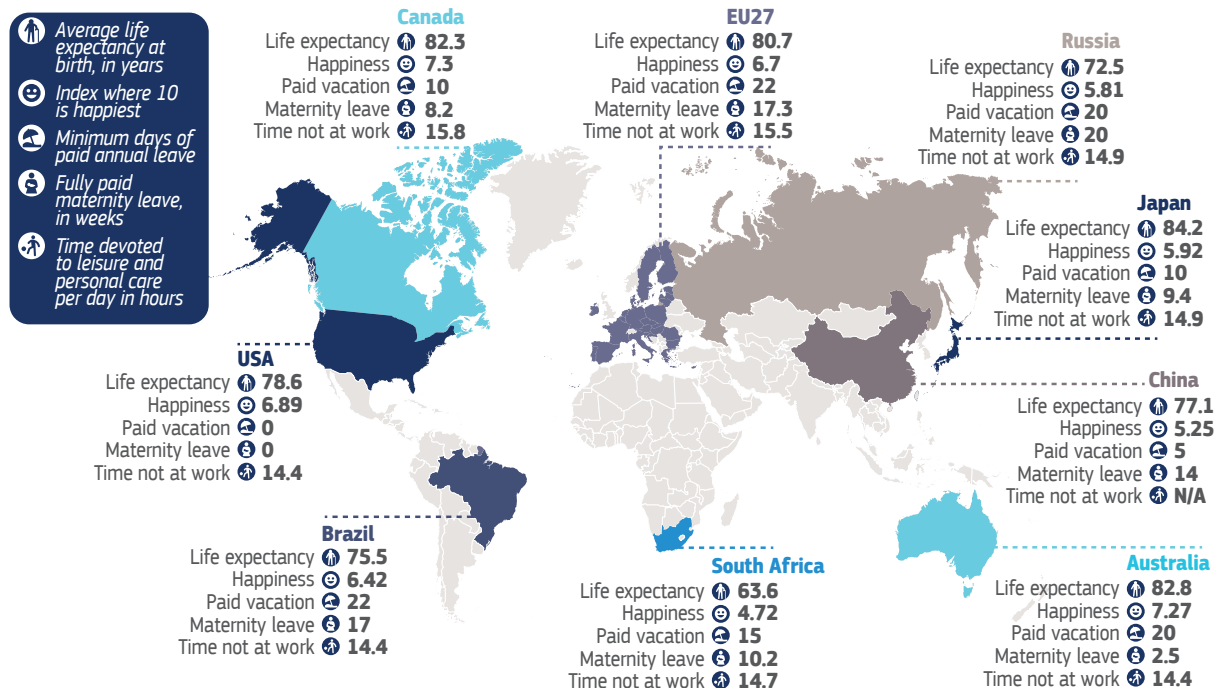 Average life
expectancy at
birth, in years
Index where 10
is happiest
Minimum days of
paid annual leave
Fully paid
maternity leave,
in weeks
Time devoted
to leisure and
personal care
per day in hours
Canada
Life expectancy 82.3
Happiness 7.3
Paid vacation 10
Maternity leave 8.2
Time not at work 15.8
EU27
Life expectancy 80.7
Happiness 6.7
Paid vacation 22
Maternity leave 17.3
Time not at work 15.5
Russia
Life expectancy 72.5
Happiness 5.81
Paid vacation 20
Maternity leave 20
Time not at work 14.9
Japan
Life expectancy 84.2
Happiness 5.92
Paid vacation 10
Maternity leave 9.4
Time not at work 14.9
USA
Life expectancy 78.6
Happiness 6.89
Paid vacation 0
Maternity leave 0
Time not at work 14.4
China
Life expectancy 77.1
Happiness 5.25
Paid vacation 5
Maternity leave 14
Time not at work N/A
Brazil
Life expectancy 75.5
Happiness 6.42
Paid vacation 22
Maternity leave 17
Time not at work 14.4
South Africa
Life expectancy 63.6
Happiness 4.72
Paid vacation 15
Maternity leave 10.2
Time not at work 14.7
Australia
Life expectancy 82.8
Happiness 7.27
Paid vacation 20
Maternity leave 2.5
Time not at work 14.4